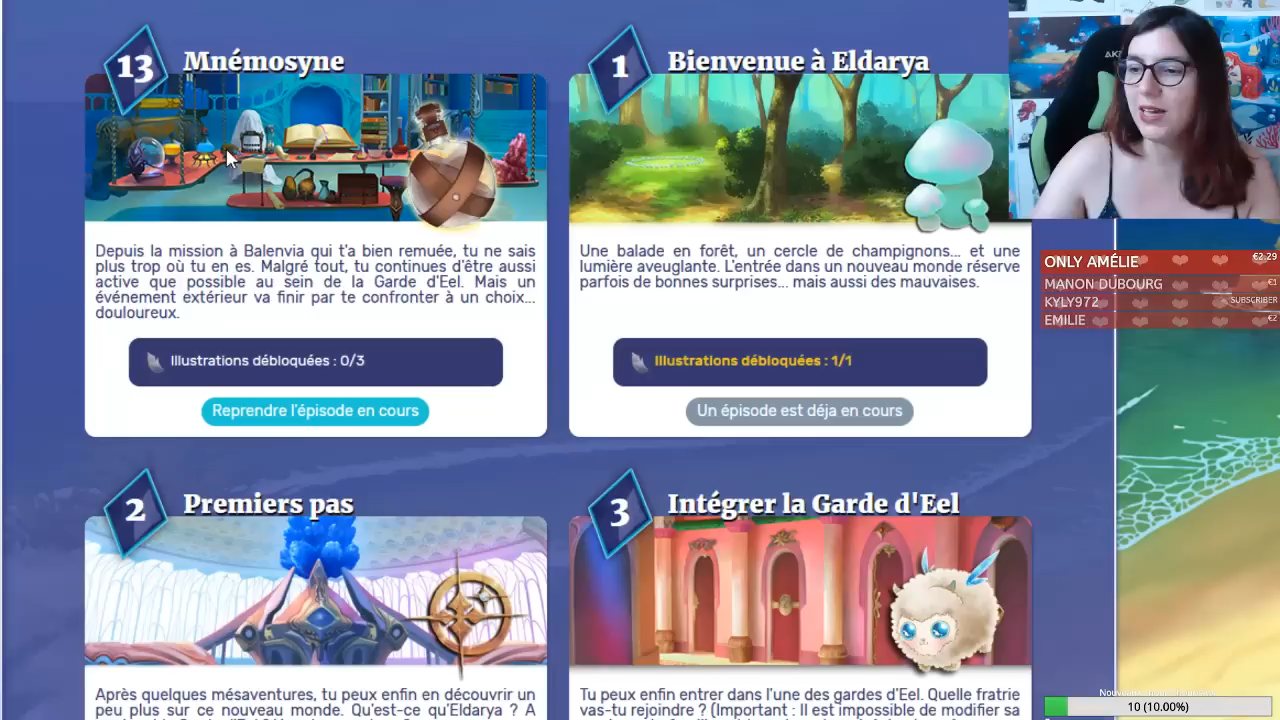 13 Mnémosyne
Depuis la mission à Balenvia qui t'a bien remuée, tu ne sais
plus trop où tu en es. Malgré tout, tu continues d'être aussi
active que possible au sein de la Garde d'Eel. Mais un
événement extérieur va finir par te confronter à un choix...
douloureux.
Illustrations débloquées : 0/3
Reprendre l'épisode en cours
1 Bienvenue à Eldarya
Une balade en forêt, un cercle de champignons... et une
lumière aveuglante. L'entrée dans un nouveau monde réserve
parfois de bonnes surprises... mais aussi des mauvaises.
Illustrations débloquées : 1/1
Un épisode est déja en cours
2 Premiers pas
Après quelques mésaventures, tu peux enfin en découvrir un
peu plus sur ce nouveau monde. Qu'est-ce qu'Eldarya ? A
3 Intégrer la Garde d'Eel
Tu peux enfin entrer dans l'une des gardes d'Eel. Quelle fratrie
vas-tu rejoindre ? (Important : Il est impossible de modifier sa
ONLY AMÉLIE €2.29
MANON DUBOURG €1
KYLY972 SUBSCRIBER
EMILIE €2
10 (10.00%)